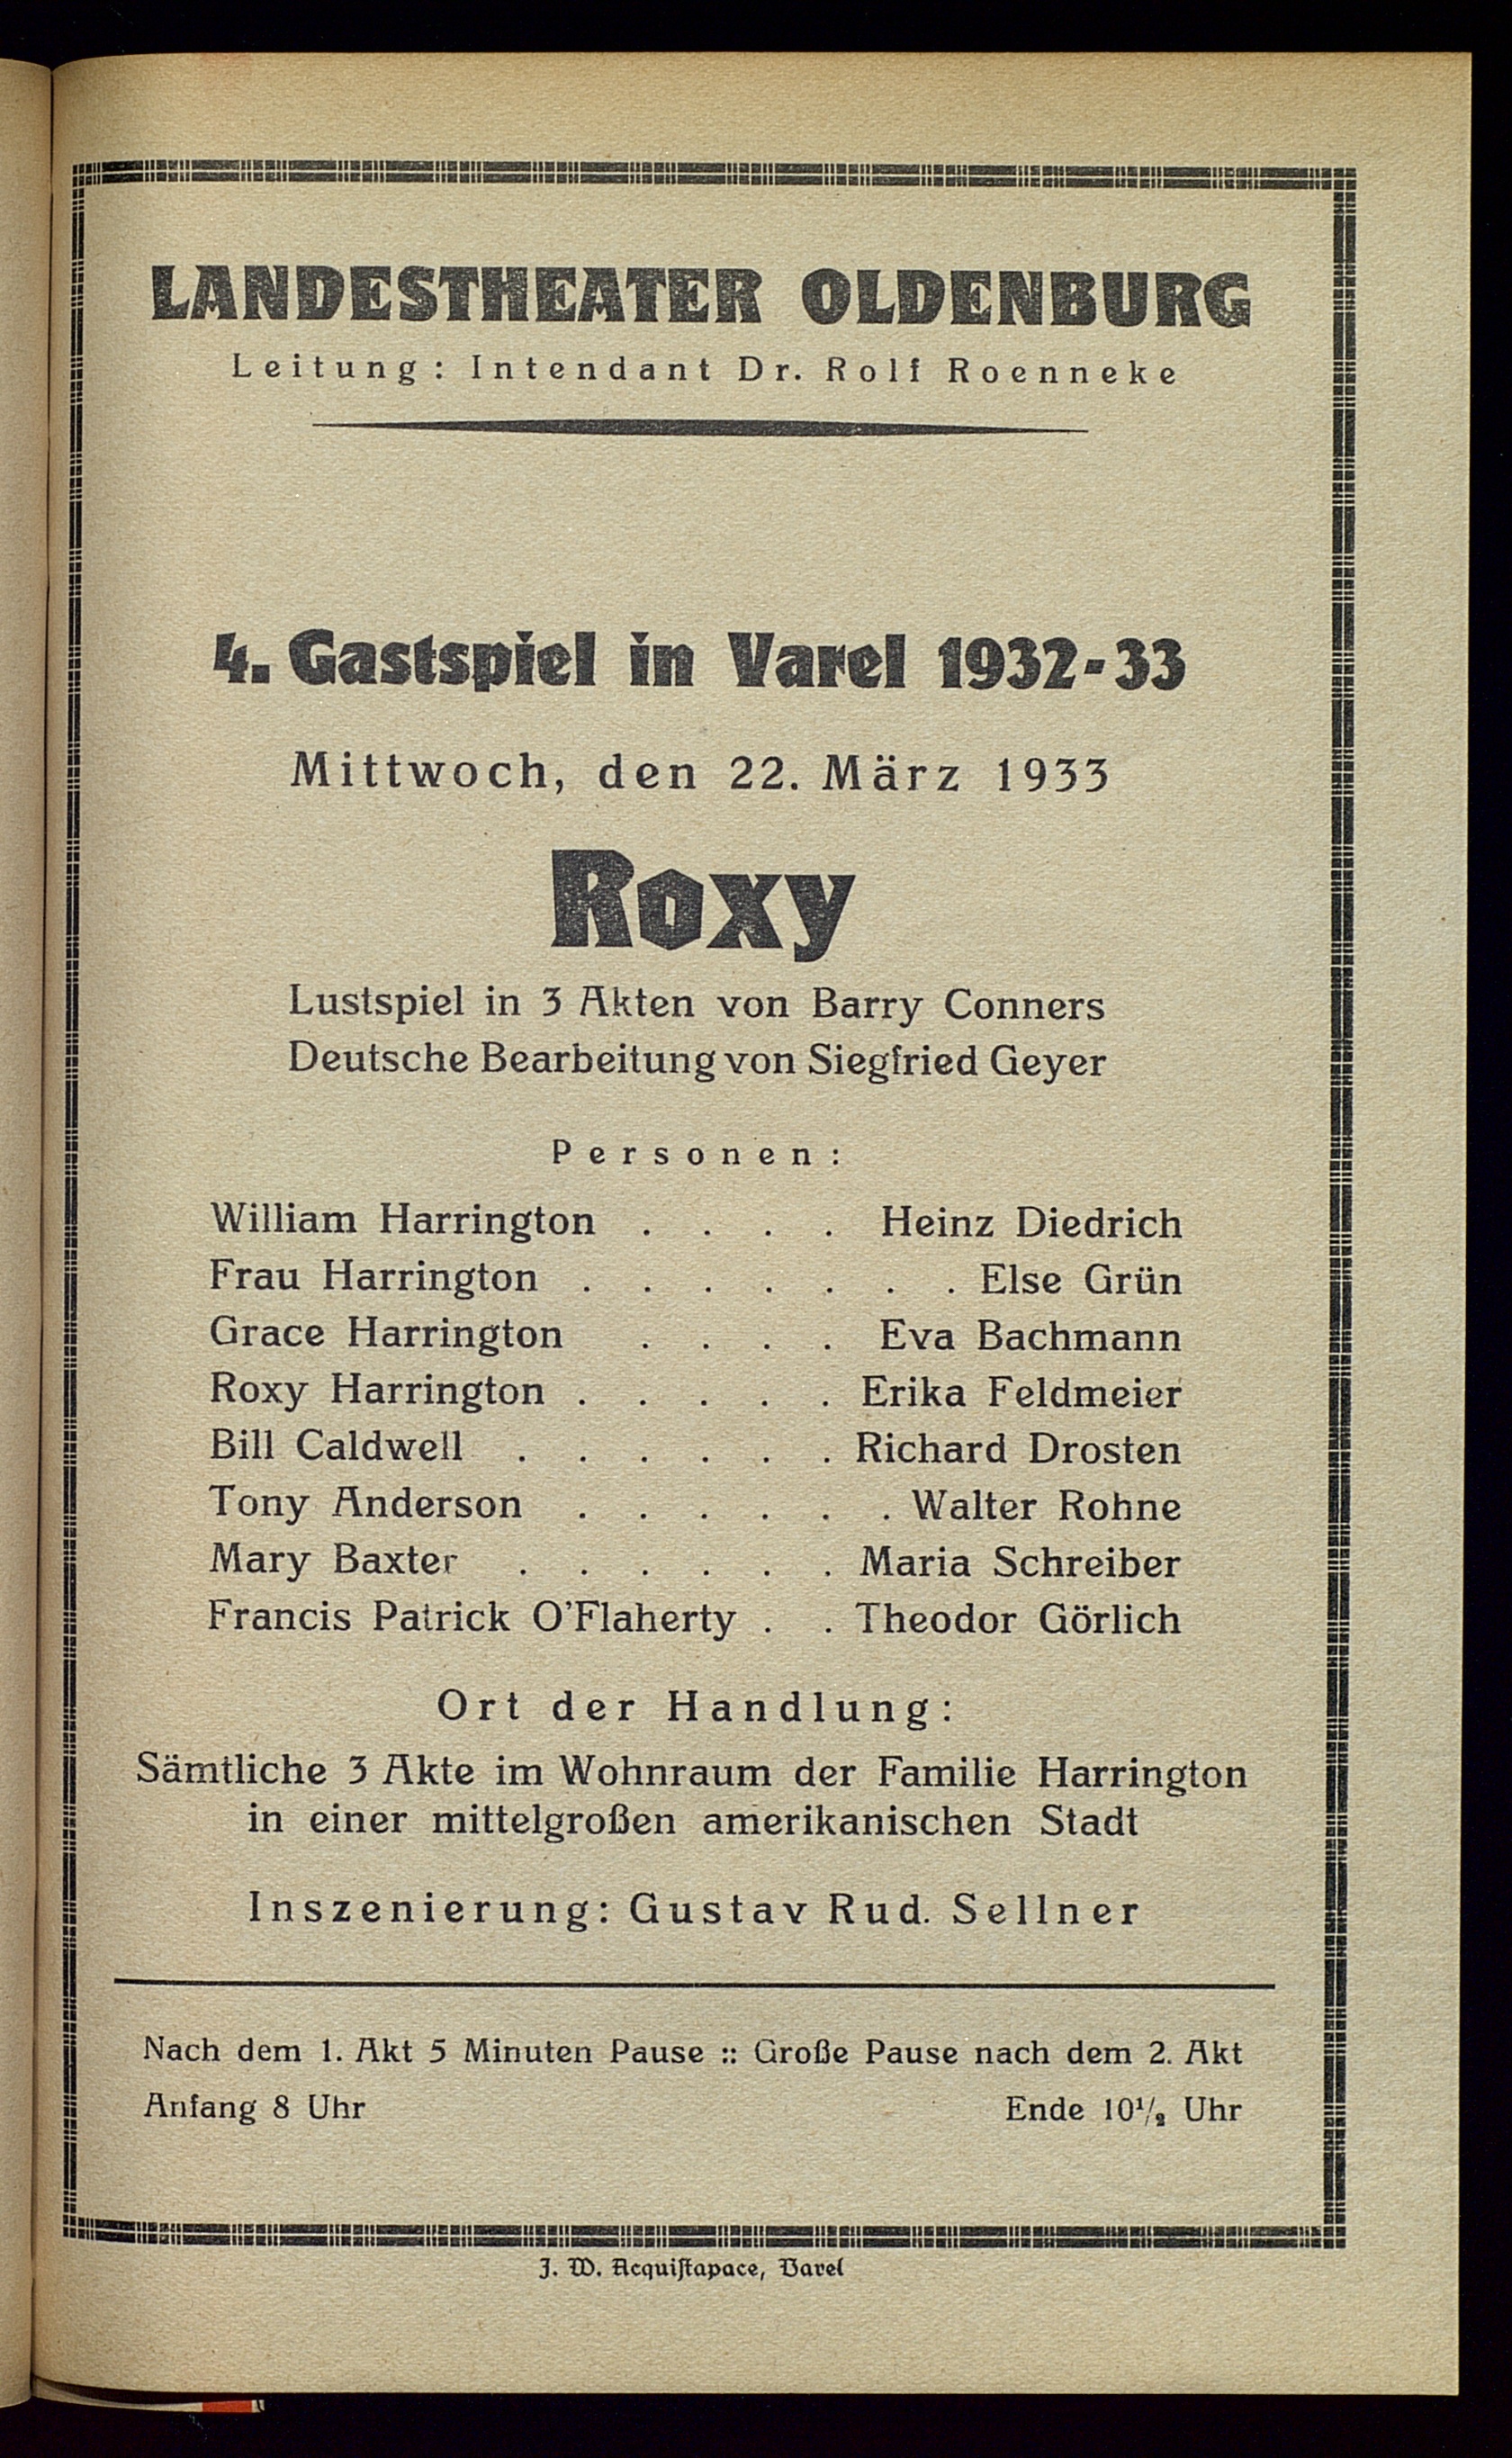 LANDESTHEATER OLDENBURG
Leitung: Intendant Dr. Rolf Roenneke
4. Gastspiel in Varel 1932-33
Mittwoch, den 22. März 1933
Roxy
Lustspiel in 3 Akten von Barry Conners
Deutsche Bearbeitung von Siegfried Geyer
Personen:
William Harrington . . . . Heinz Diedrich
Frau Harrington . . . . . . . Else Grün
Grace Harrington . . . . Eva Bachmann
Roxy Harrington . . . . . Erika Feldmeier
Bill Caldwell . . . . . . Richard Drosten
Tony Anderson . . . . . . Walter Rohne
Mary Baxter . . . . . . Maria Schreiber
Francis Patrick O'Flaherty . . Theodor Görlich
Ort der Handlung:
Sämtliche 3 Akte im Wohnraum der Familie Harrington
in einer mittelgroßen amerikanischen Stadt
Inszenierung: Gustav Rud. Sellner
Nach dem 1. Akt 5 Minuten Pause :: Große Pause nach dem 2. Akt
Anfang 8 Uhr Ende 10½ Uhr
J. W. Acquiſtapace, Varel